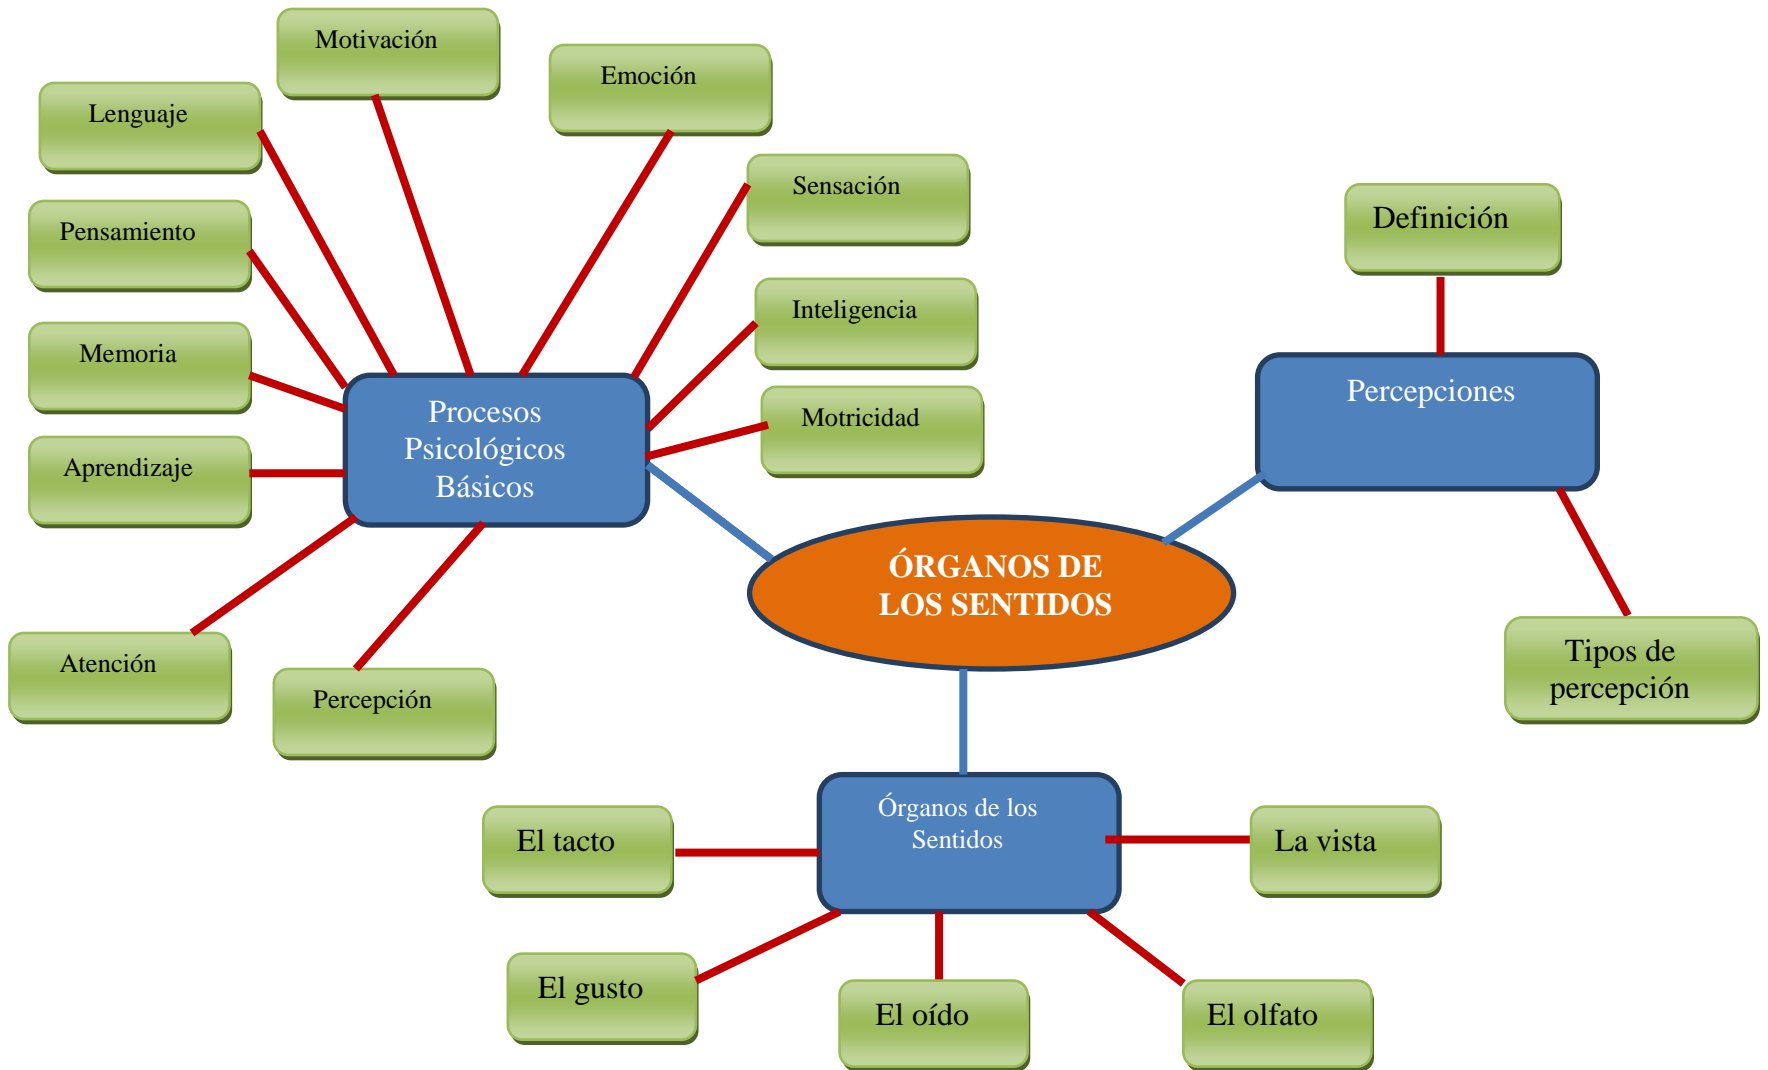 Motivación
Emoción
Lenguaje
Sensación
Pensamiento
Definición
Inteligencia
Memoria
Motricidad
Procesos
Psicológicos
Básicos
Percepciones
Aprendizaje
ÓRGANOS DE
LOS SENTIDOS
Atención
Percepción
Tipos de
percepción
Órganos de los
Sentidos
El tacto
La vista
El gusto
El oído
El olfato